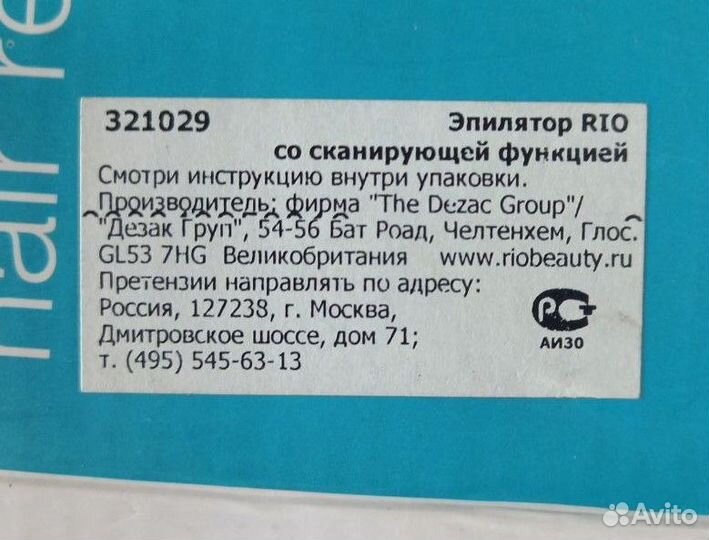 hair re
321029 Эпилятор RIO
со сканирующей функцией
Смотри инструкцию внутри упаковки.
Производитель: фирма "The Dezac Group"/
"Дезак Груп", 54-56 Бат Роад, Челтенхем, Глос.
GL53 7HG Великобритания www.riobeauty.ru
Претензии направлять по адресу:
Россия, 127238, г. Москва,
Дмитровское шоссе, дом 71;
т. (495) 545-63-13
РСТ
АИ30
Avito